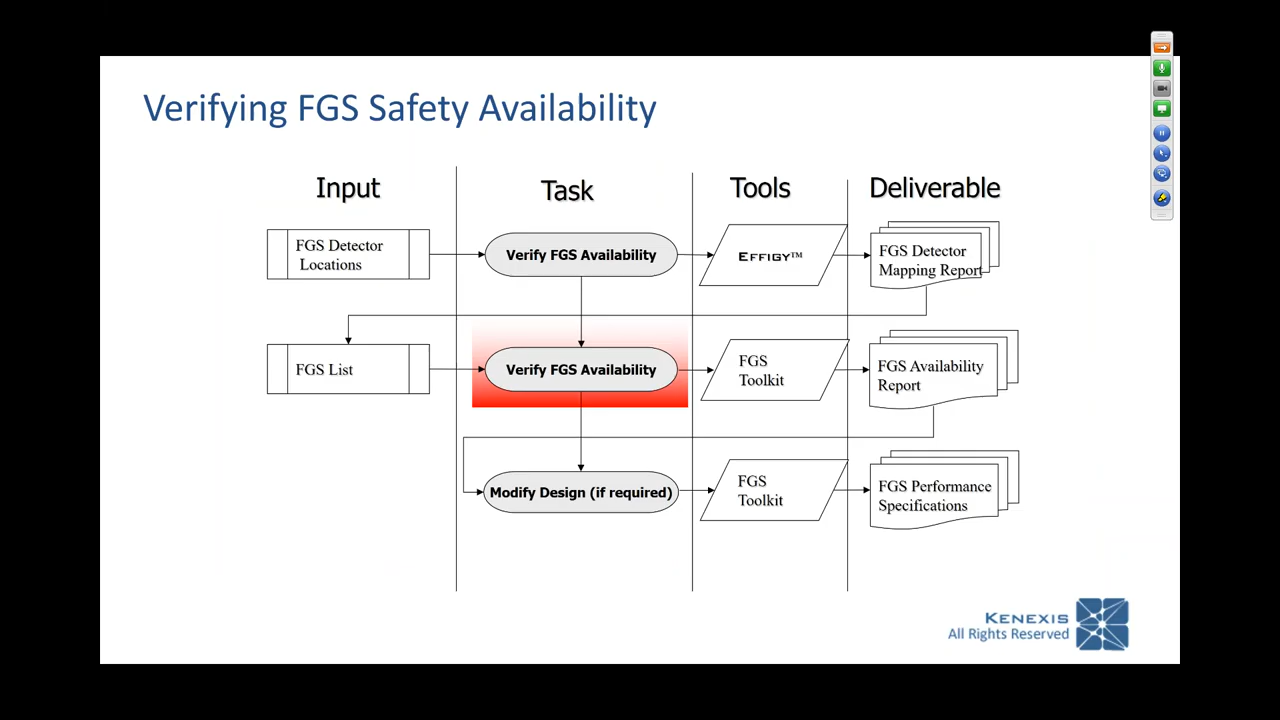 Verifying FGS Safety Availability
Input
Task
Tools
Deliverable
FGS Detector
Locations
Verify FGS Availability
EFFIGY™
FGS Detector
Mapping Report
FGS List
Verify FGS Availability
FGS
Toolkit
FGS Availability
Report
Modify Design (if required)
FGS
Toolkit
FGS Performance
Specifications
KENEXIS
All Rights Reserved